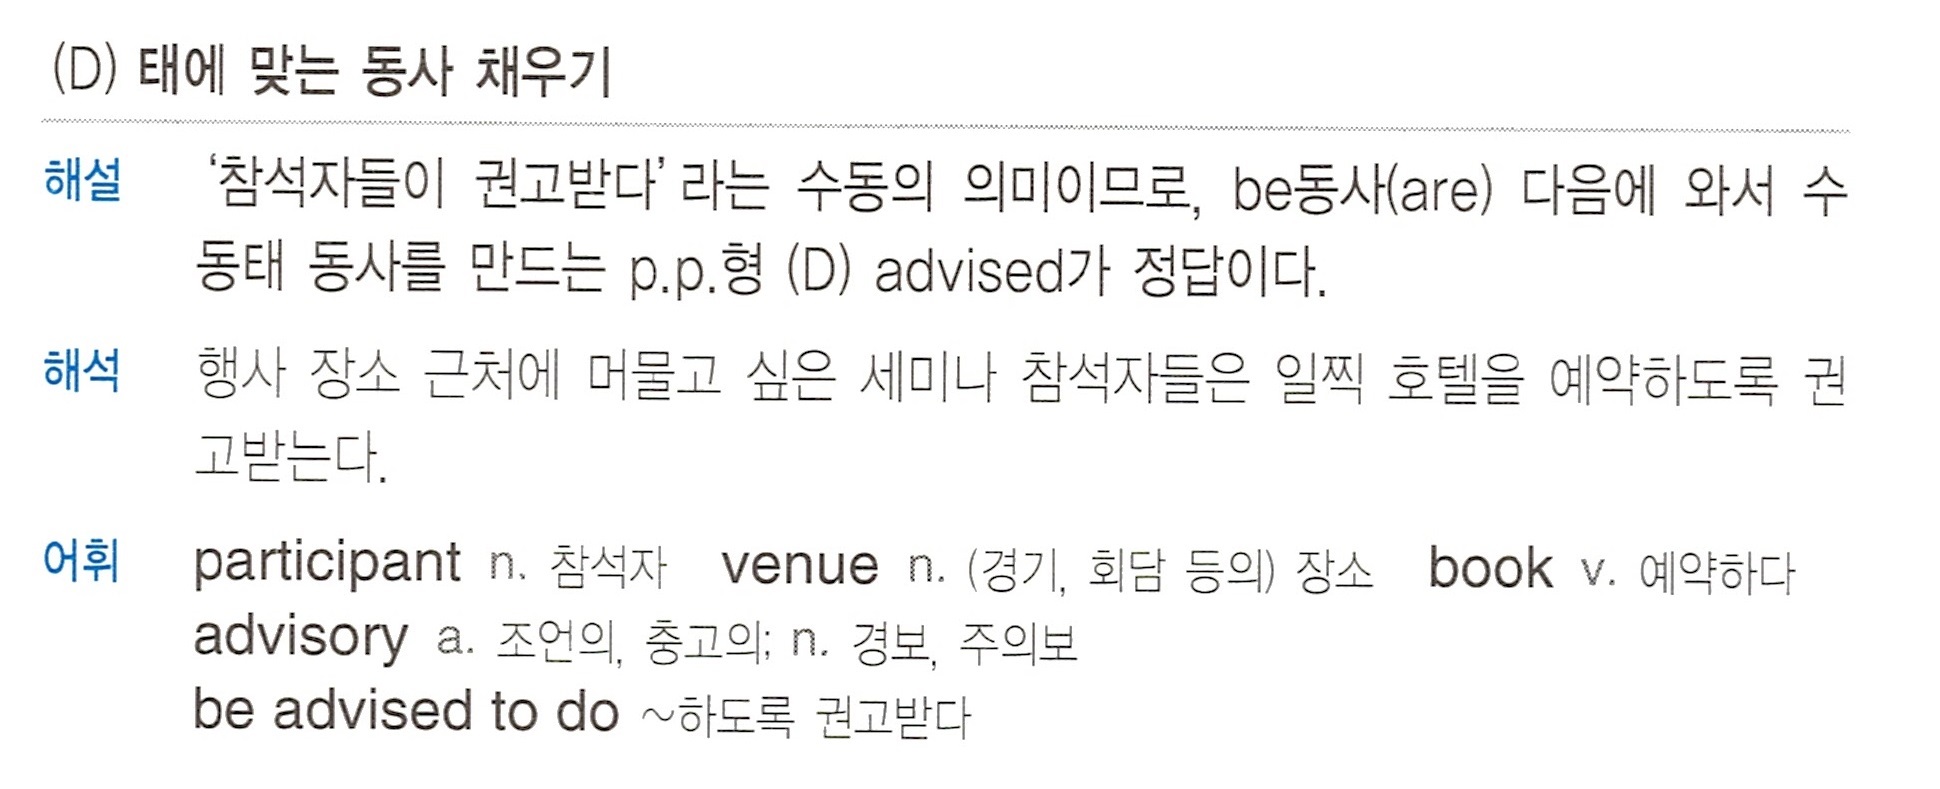 (D) 태에 맞는 동사 채우기
해설 ‘참석자들이 권고받다’라는 수동의 의미이므로, be동사(are) 다음에 와서 수
동태 동사를 만드는 p.p.형 (D) advised가 정답이다.
해석 행사 장소 근처에 머물고 싶은 세미나 참석자들은 일찍 호텔을 예약하도록 권
고받는다.
어휘 participant n. 참석자 venue n. (경기, 회담 등의) 장소 book v. 예약하다
advisory a. 조언의, 충고의; n. 경보, 주의보
be advised to do ~하도록 권고받다